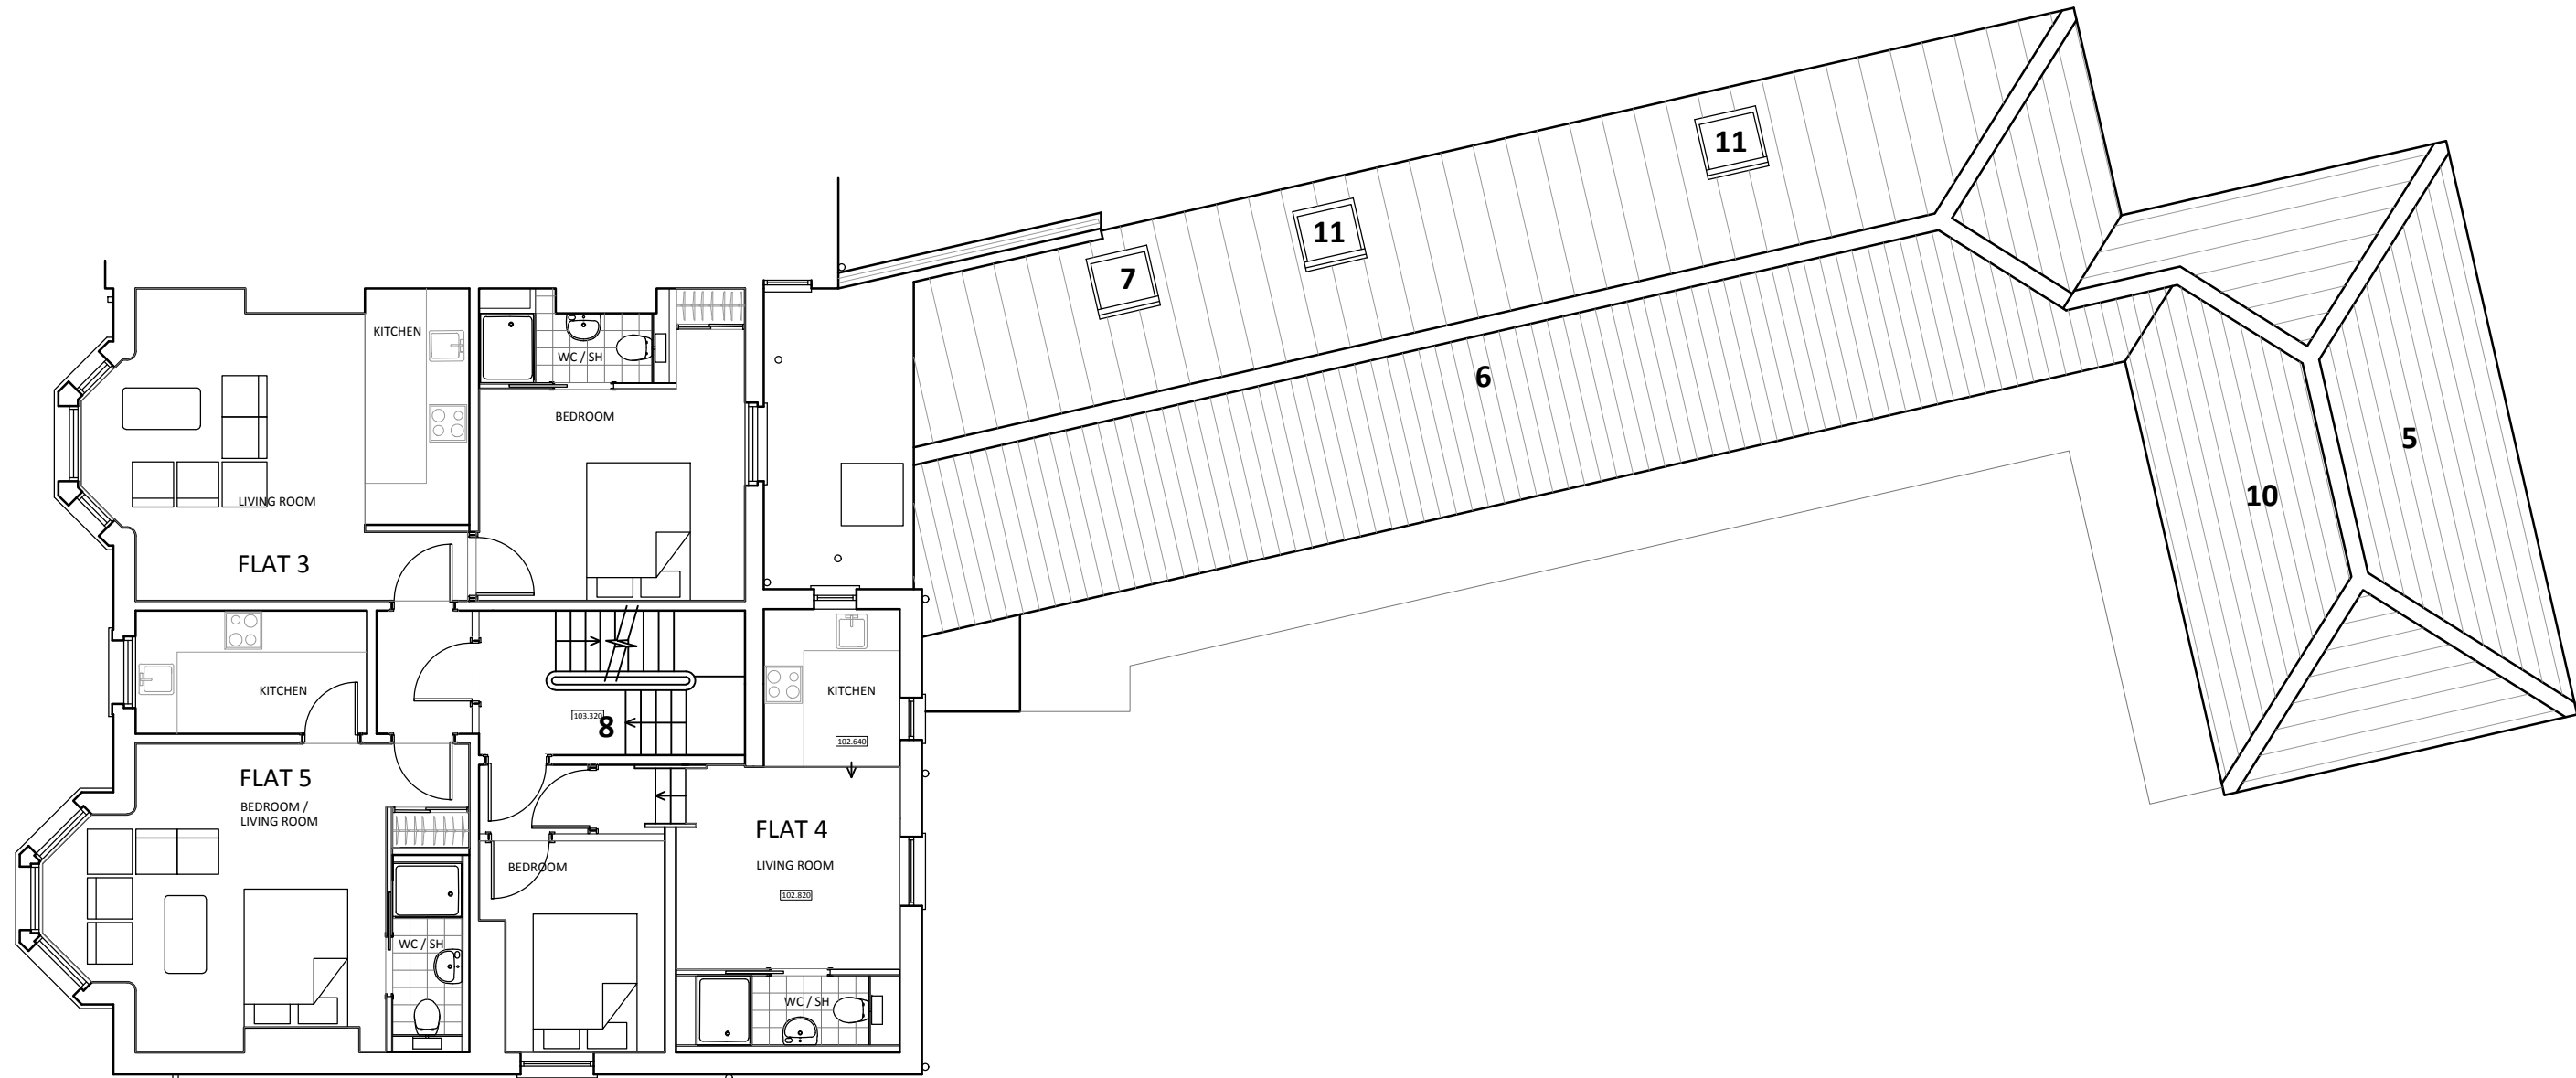 11
11
7
KITCHEN
WC / SH
6
BEDROOM
5
LIVING ROOM
10
FLAT 3
KITCHEN
KITCHEN
103.320
8
102.640
FLAT 5
BEDROOM /
LIVING ROOM
FLAT 4
BEDROOM
LIVING ROOM
102.820
WC / SH
WC / SH